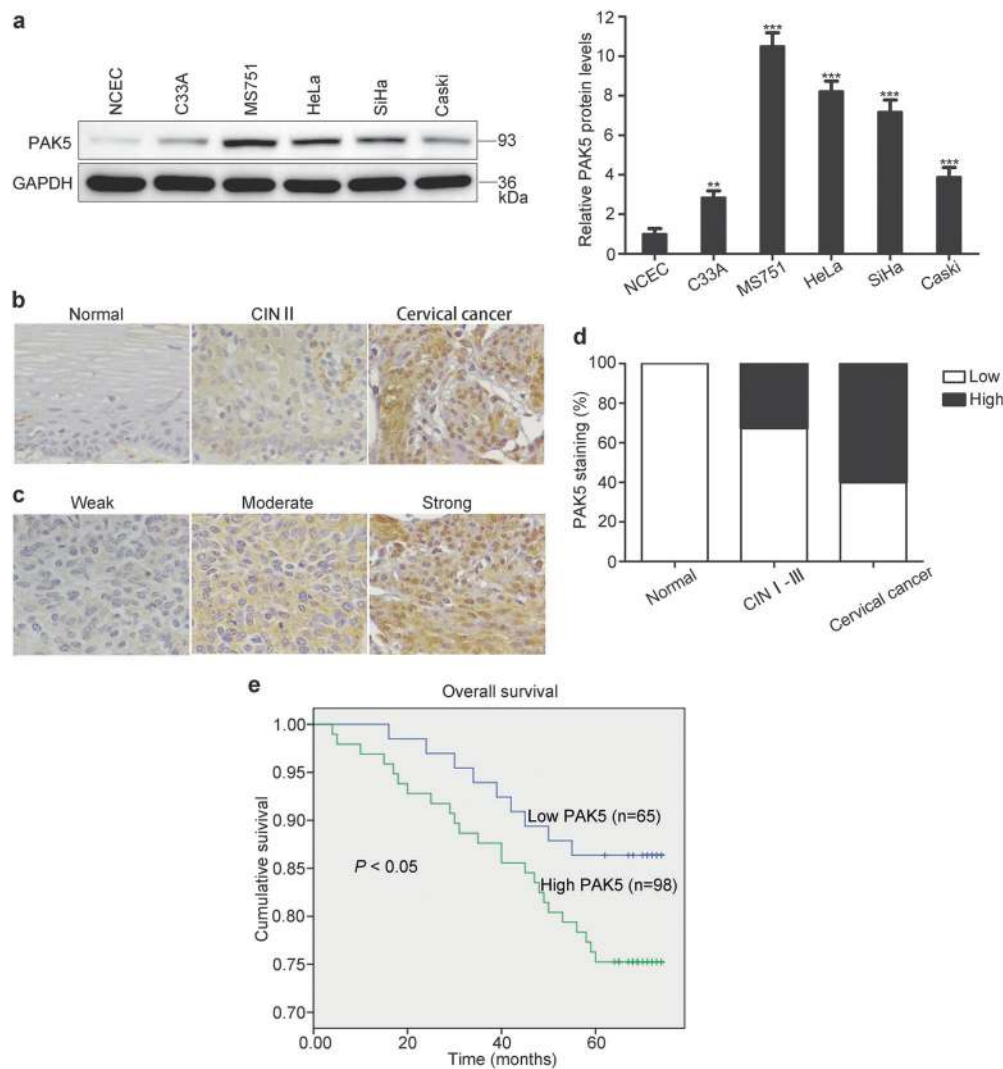 a
NCEC
C33A
MS751
HeLa
SiHa
Caski
PAK5
93
GAPDH
36
kDa
Relative PAK5 protein levels
12
10
8
6
4
2
0
**
***
***
***
***
NCEC
C33A
MS751
HeLa
SiHa
Caski
b
Normal
CIN II
Cervical cancer
c
Weak
Moderate
Strong
d
PAK5 staining (%)
100
80
60
40
20
0
Low
High
Normal
CIN I-III
Cervical cancer
e
Overall survival
Cumulative suivival
1.00
0.95
0.90
0.85
0.80
0.75
0.70
Low PAK5 (n=65)
P < 0.05
High PAK5 (n=98)
0.00
20
40
60
Time (months)